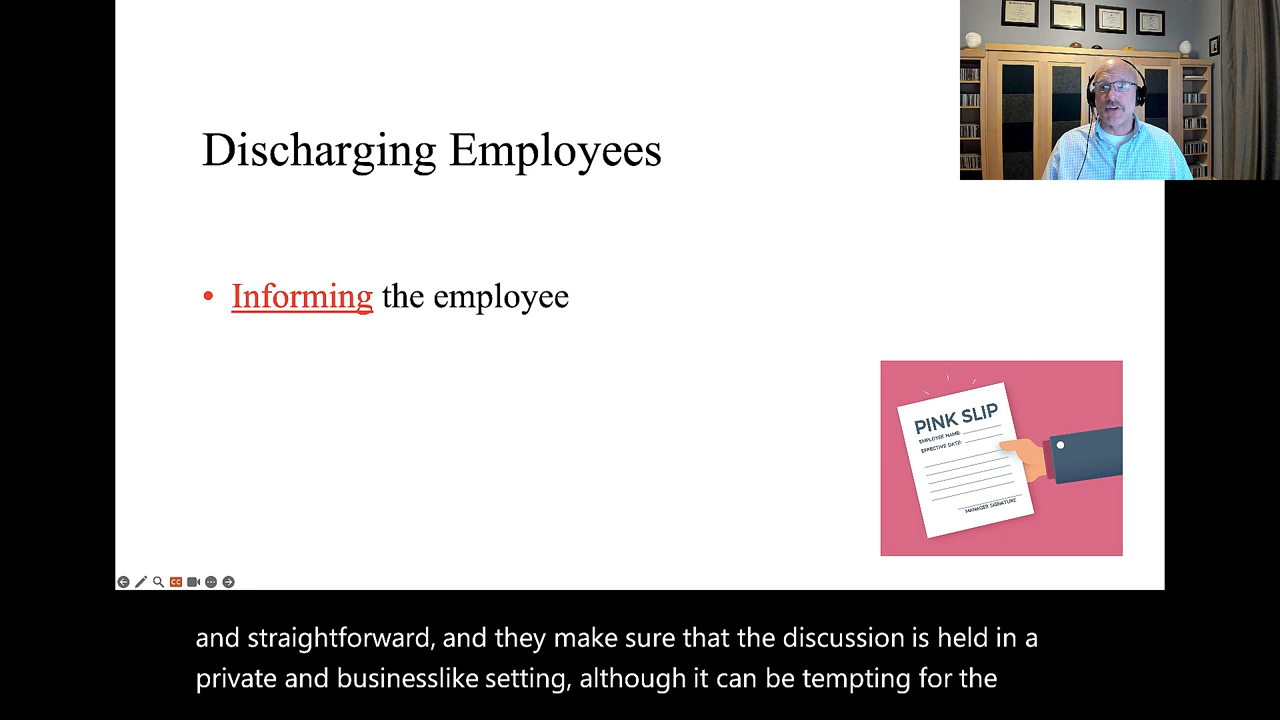 Discharging Employees
• Informing the employee
PINK SLIP
EMPLOYEE NAME:
EFFECTIVE DATE:
MANAGER SIGNATURE
CC
and straightforward, and they make sure that the discussion is held in a
private and businesslike setting, although it can be tempting for the